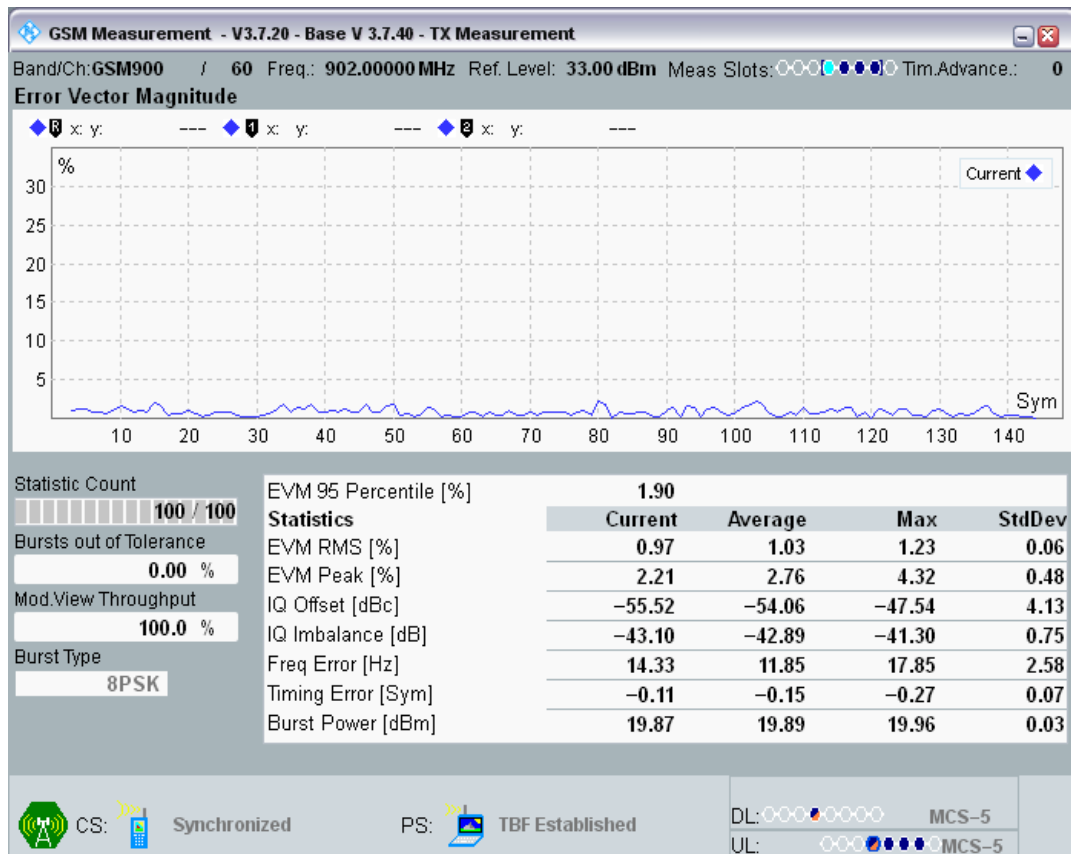 GSM Measurement - V3.7.20 - Base V 3.7.40 - TX Measurement
Band/Ch:GSM900 / 60 Freq.: 902.00000 MHz Ref. Level: 33.00 dBm Meas Slots: Tim.Advance.: 0
Error Vector Magnitude
R x: y: --- 1 x: y: --- 2 x: y: ---
%
Current
30
25
20
15
10
5
Sym
10 20 30 40 50 60 70 80 90 100 110 120 130 140
Statistic Count
100 / 100
Bursts out of Tolerance
0.00 %
Mod.View Throughput
100.0 %
Burst Type
8PSK
EVM 95 Percentile [%] 1.90
Statistics Current Average Max StdDev
EVM RMS [%] 0.97 1.03 1.23 0.06
EVM Peak [%] 2.21 2.76 4.32 0.48
IQ Offset [dBc] −55.52 −54.06 −47.54 4.13
IQ Imbalance [dB] −43.10 −42.89 −41.30 0.75
Freq Error [Hz] 14.33 11.85 17.85 2.58
Timing Error [Sym] −0.11 −0.15 −0.27 0.07
Burst Power [dBm] 19.87 19.89 19.96 0.03
CS: Synchronized PS: TBF Established
DL: MCS−5
UL: MCS−5